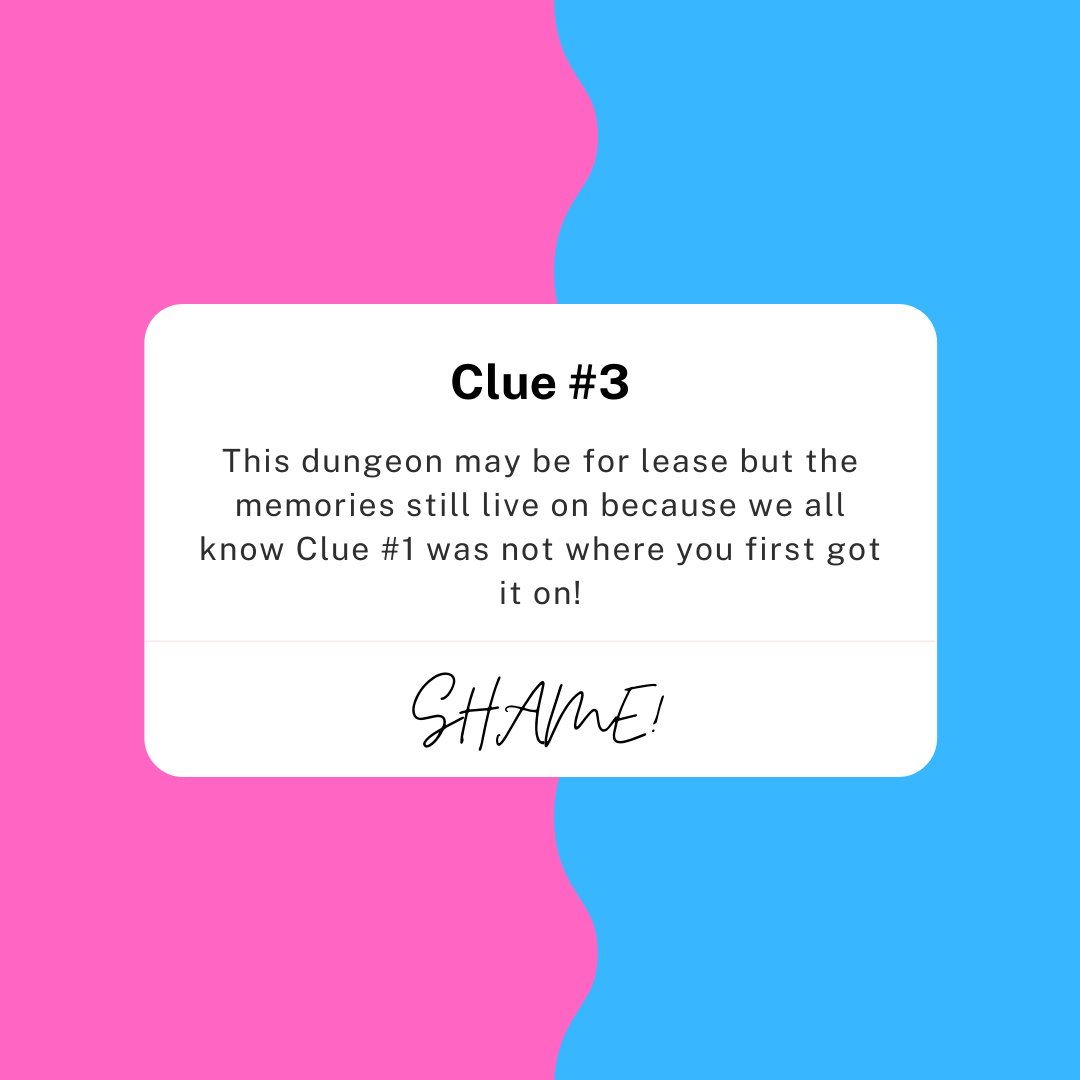 Clue #3
This dungeon may be for lease but the
memories still live on because we all
know Clue #1 was not where you first got
it on!
SHAME!